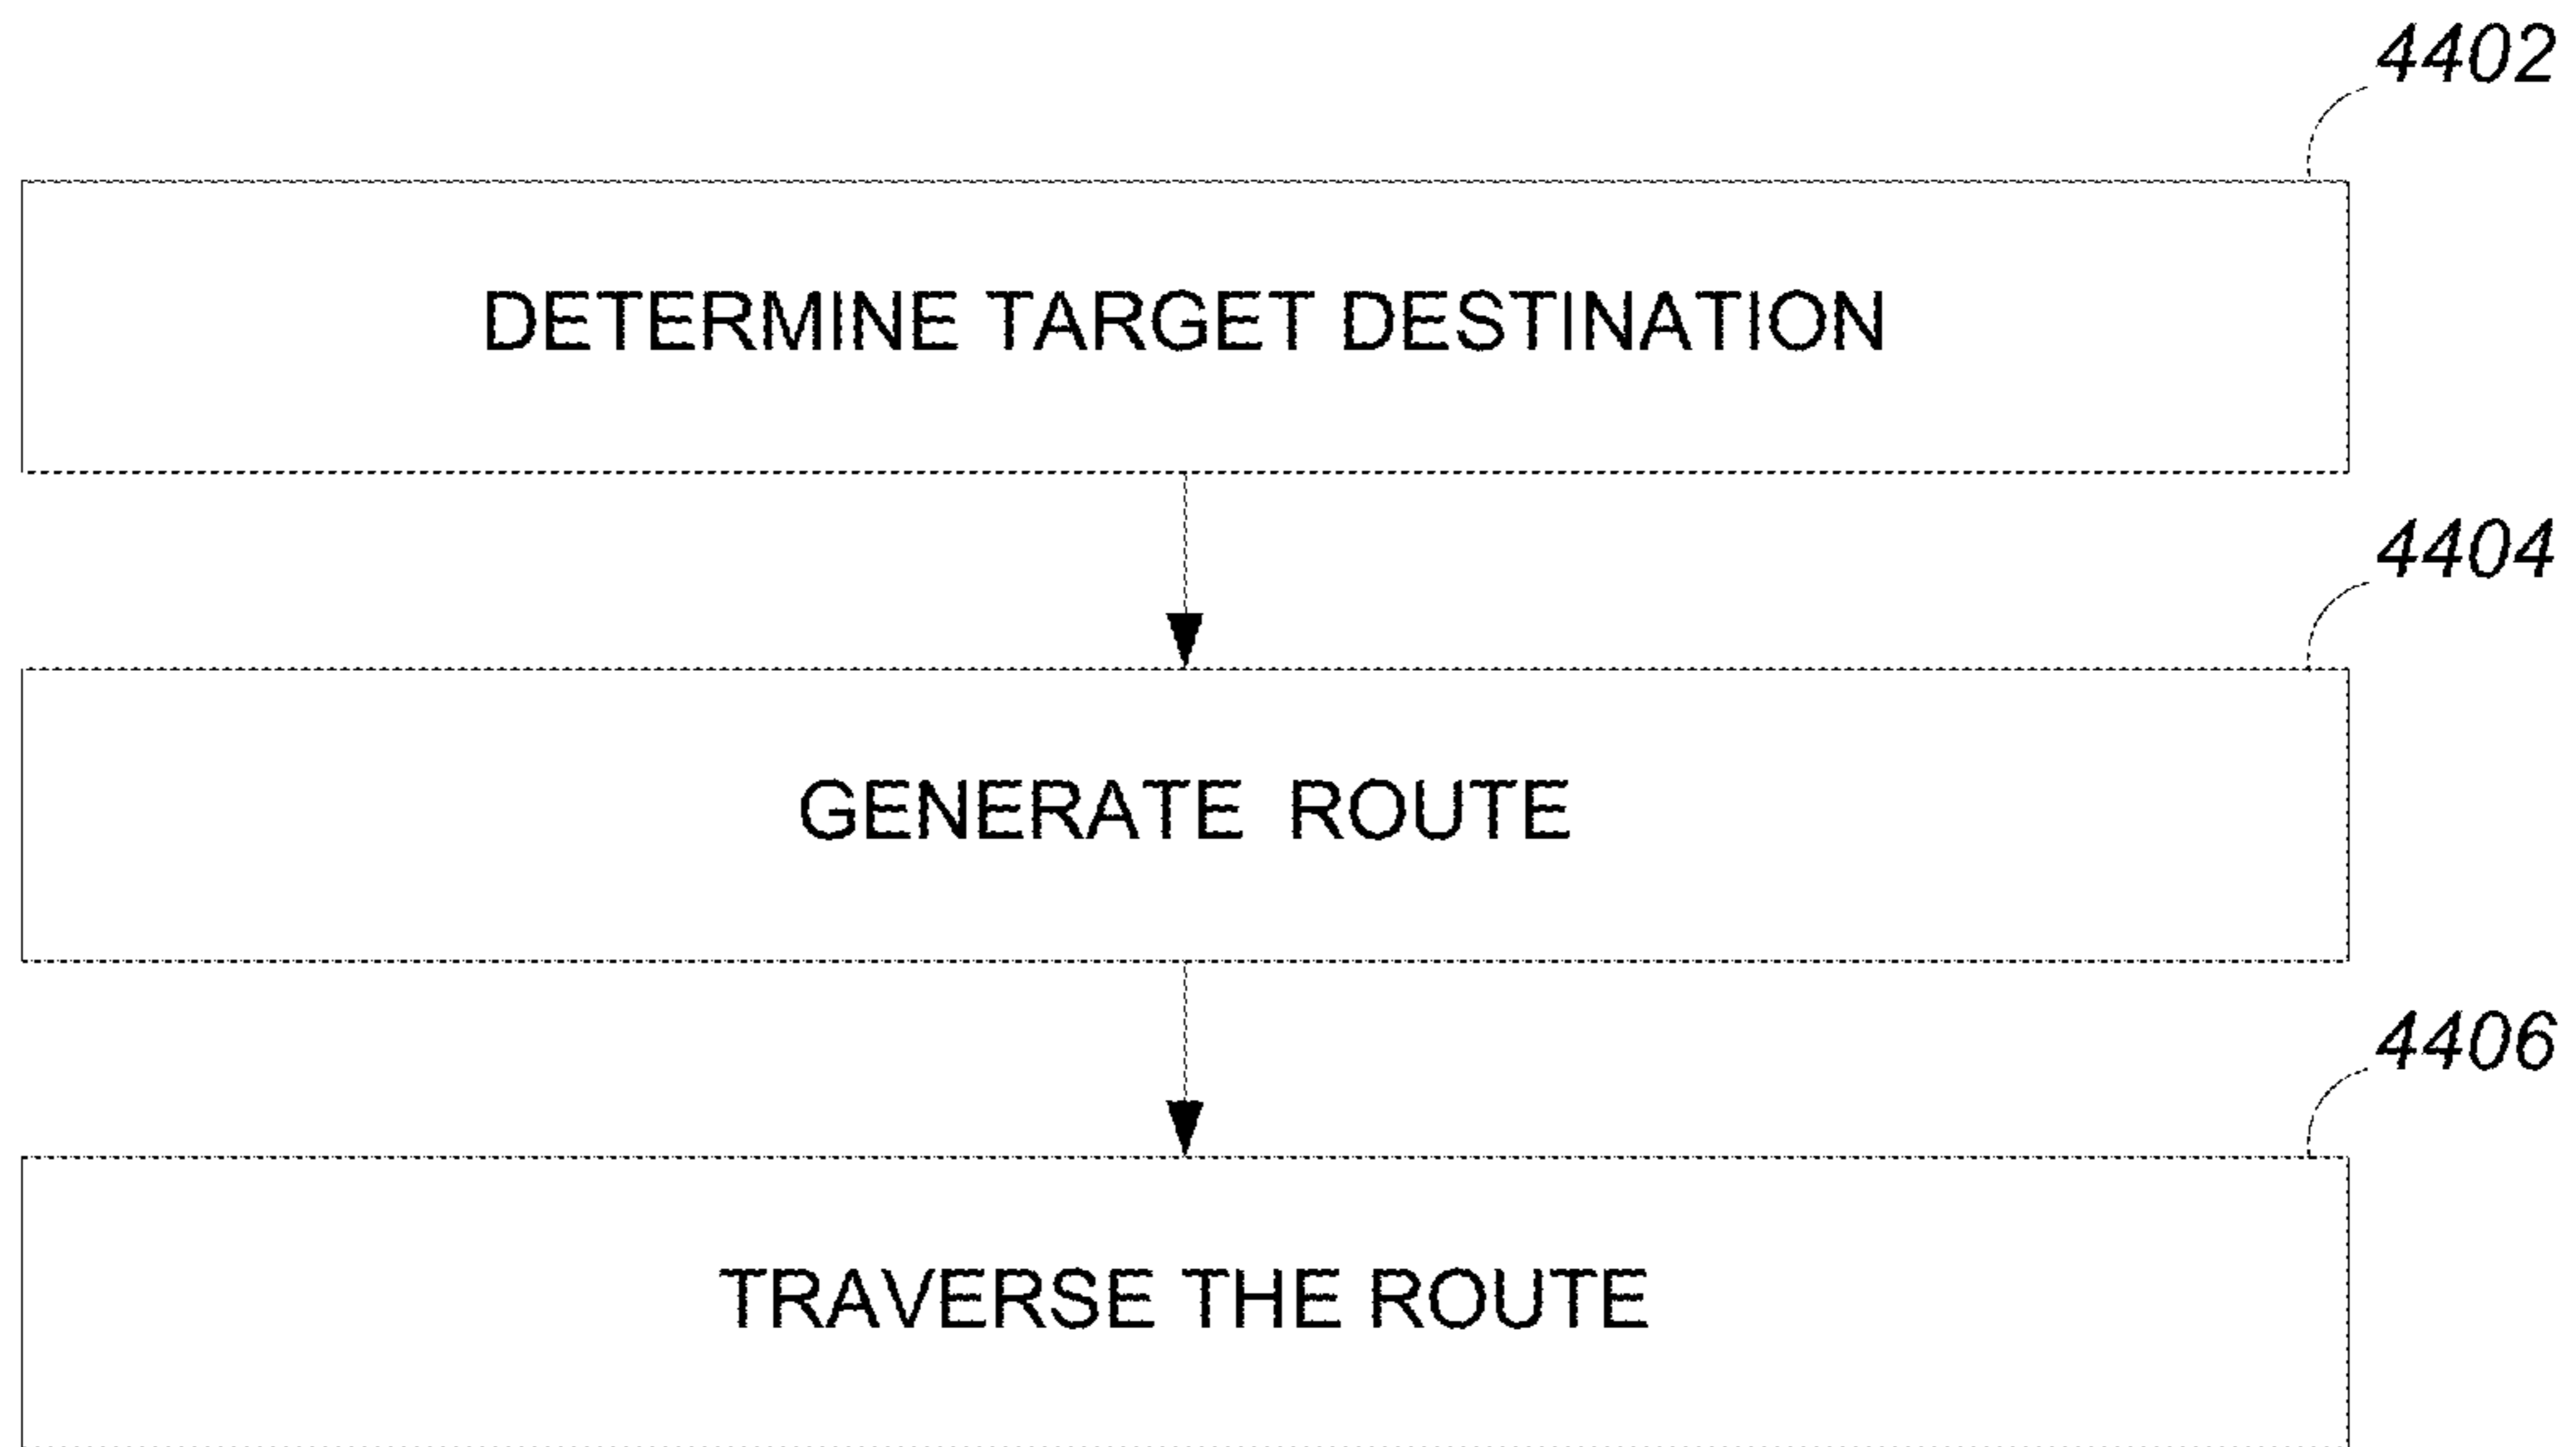 4402
DETERMINE TARGET DESTINATION
4404
GENERATE ROUTE
4406
TRAVERSE THE ROUTE